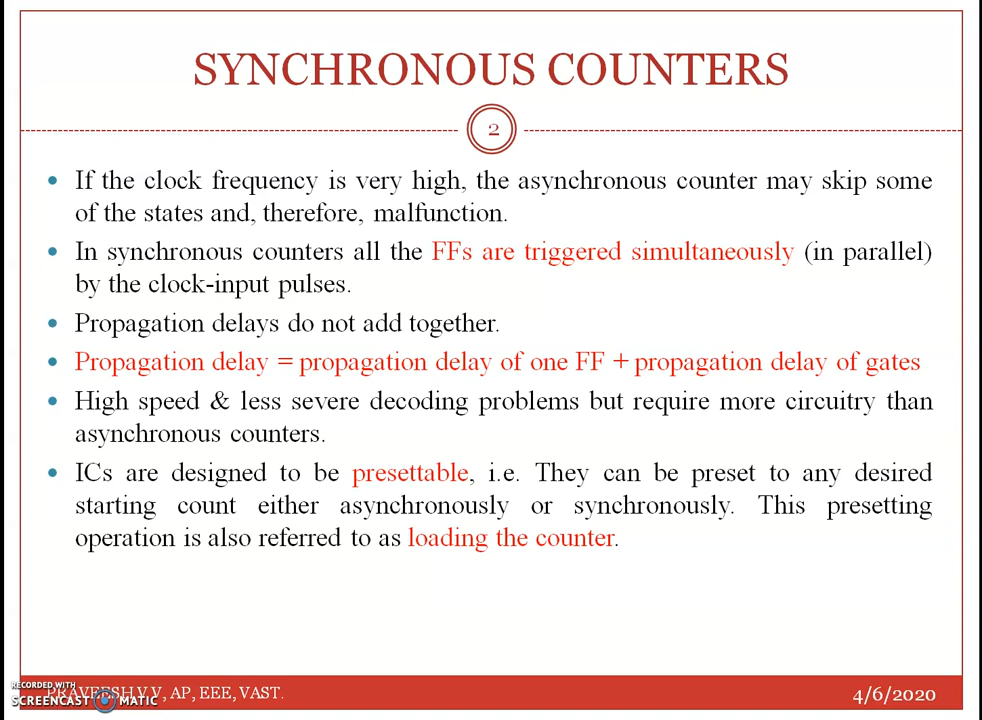 SYNCHRONOUS COUNTERS
2
• If the clock frequency is very high, the asynchronous counter may skip some
of the states and, therefore, malfunction.
• In synchronous counters all the FFs are triggered simultaneously (in parallel)
by the clock-input pulses.
• Propagation delays do not add together.
• Propagation delay = propagation delay of one FF + propagation delay of gates
• High speed & less severe decoding problems but require more circuitry than
asynchronous counters.
• ICs are designed to be presettable, i.e. They can be preset to any desired
starting count either asynchronously or synchronously. This presetting
operation is also referred to as loading the counter.
RECORDED WITH
SCREENCAST MATIC
PRAVEESH V.V, AP, EEE, VAST.
4/6/2020